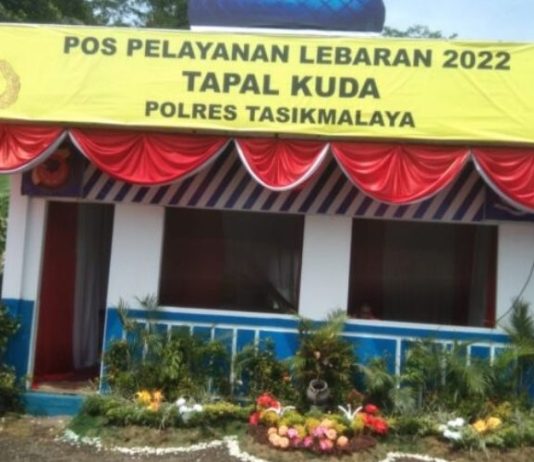 POS PELAYANAN LEBARAN 2022
TAPAL KUDA
POLRES TASIKMALAYA